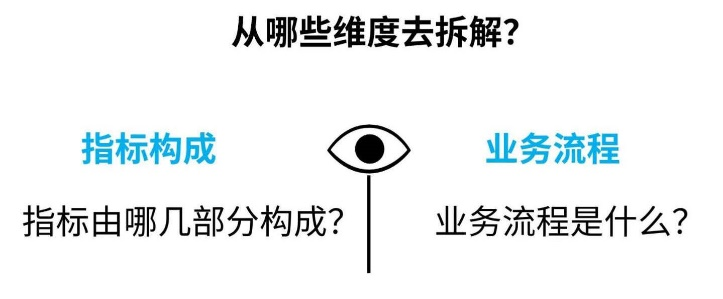 从哪些维度去拆解？
指标构成
业务流程
指标由哪几部分构成？
业务流程是什么？